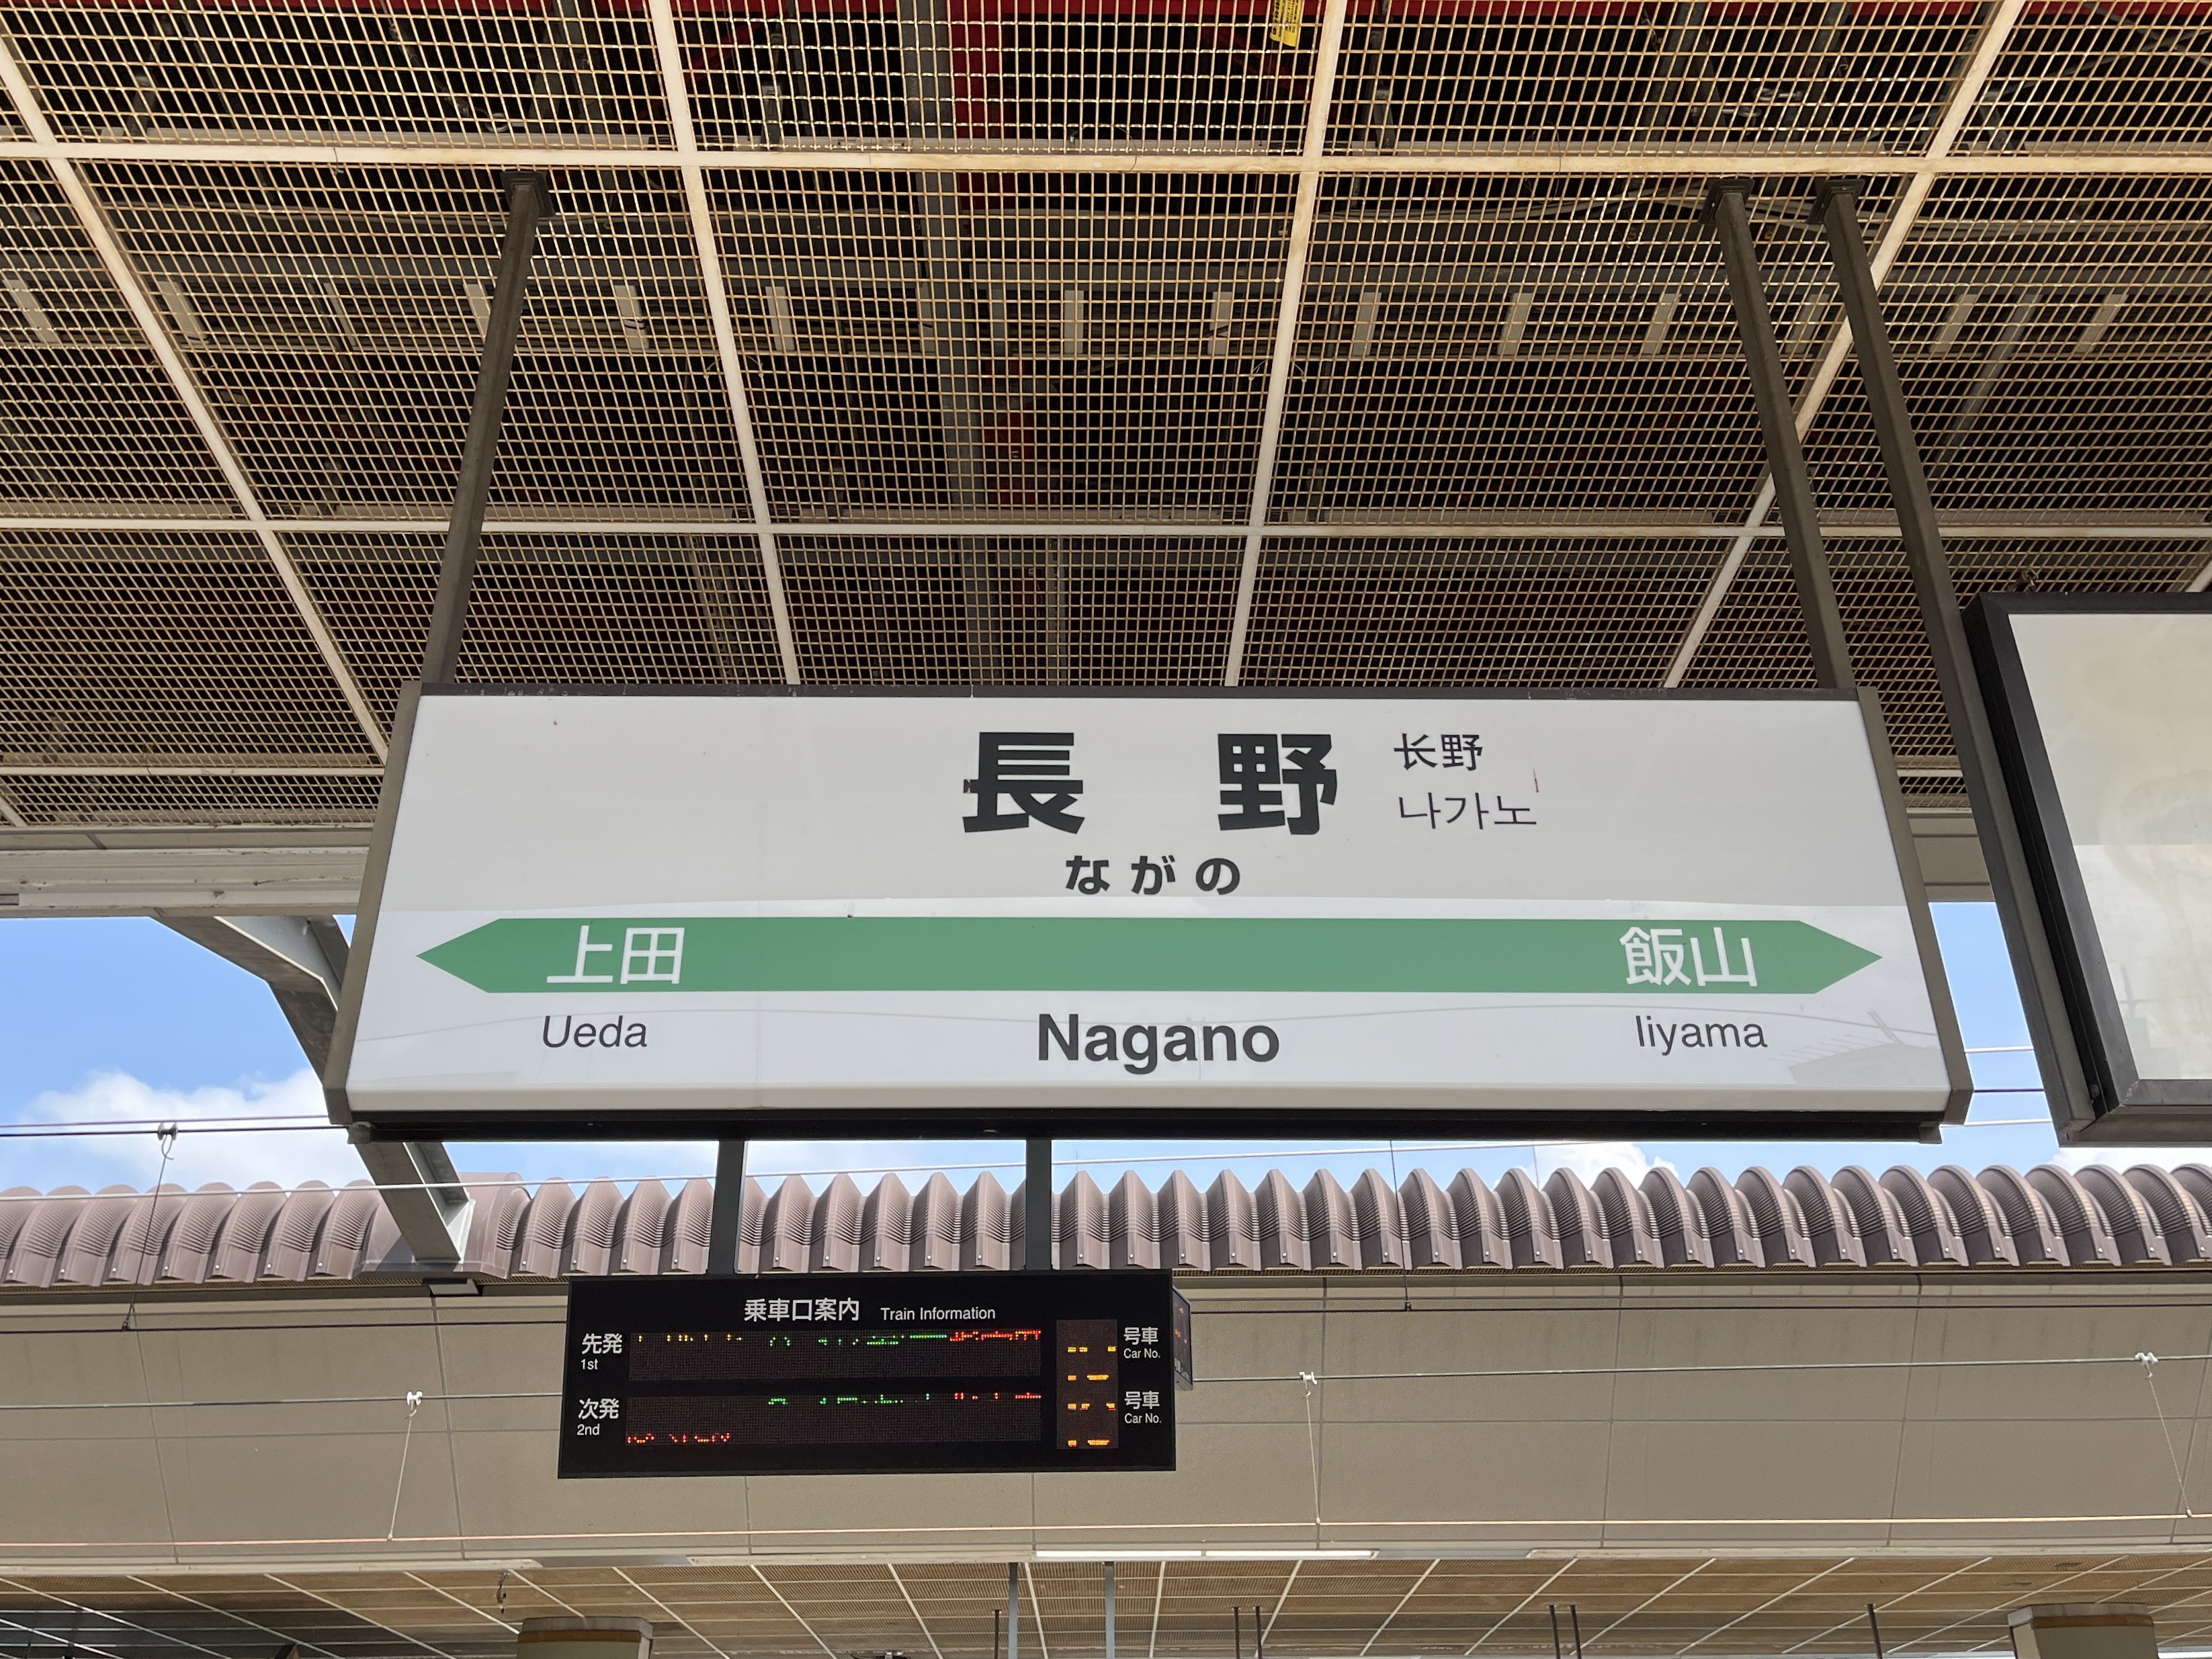 長野
长野
나가노
ながの
上田
飯山
Ueda
Nagano
Iiyama
乗車口案内 Train Information
先発
1st
号車
Car No.
次発
2nd
号車
Car No.